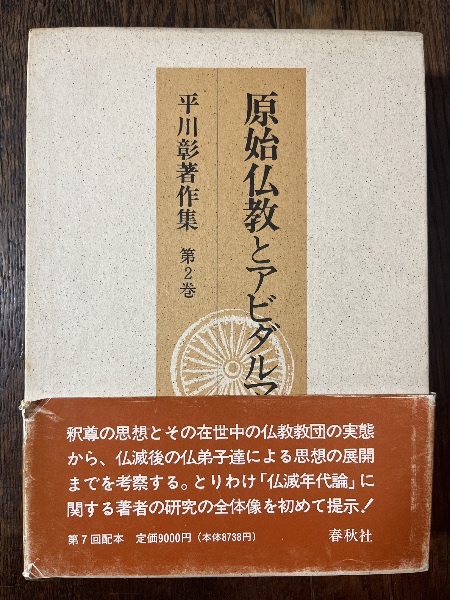 原始仏教とアビダルマ
平川彰著作集 第2巻
釈尊の思想とその在世中の仏教教団の実態
から、仏滅後の仏弟子達による思想の展開
までを考察する。とりわけ「仏滅年代論」に
関する著者の研究の全体像を初めて提示!
第7回配本 定価9000円(本体8738円)
春秋社